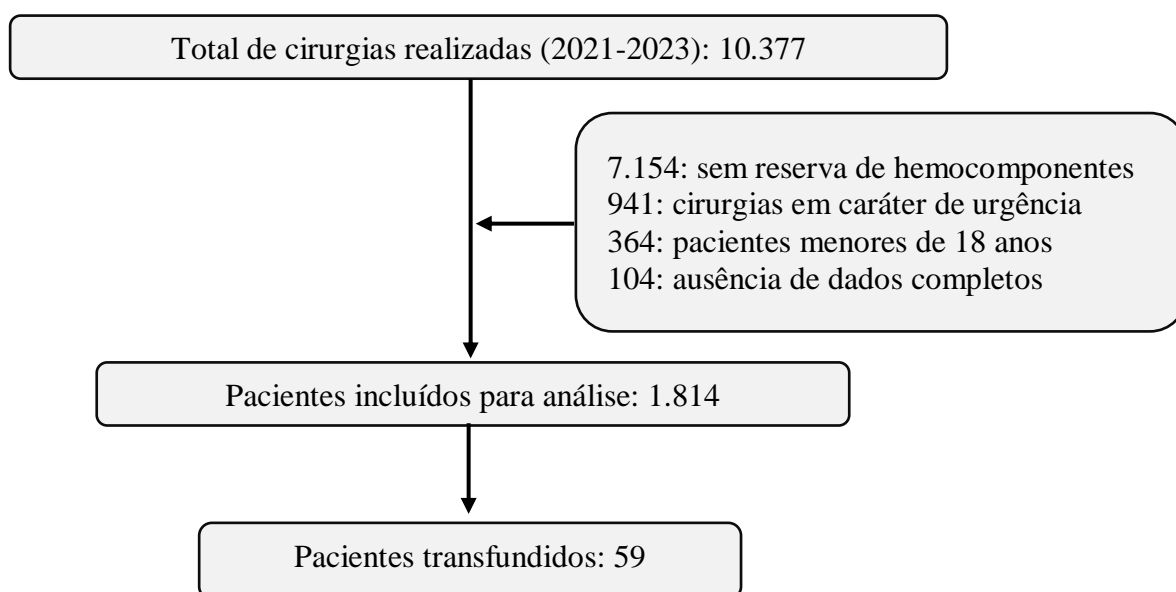 Total de cirurgias realizadas (2021-2023): 10.377
7.154: sem reserva de hemocomponentes
941: cirurgias em caráter de urgência
364: pacientes menores de 18 anos
104: ausência de dados completos
Pacientes incluídos para análise: 1.814
Pacientes transfundidos: 59